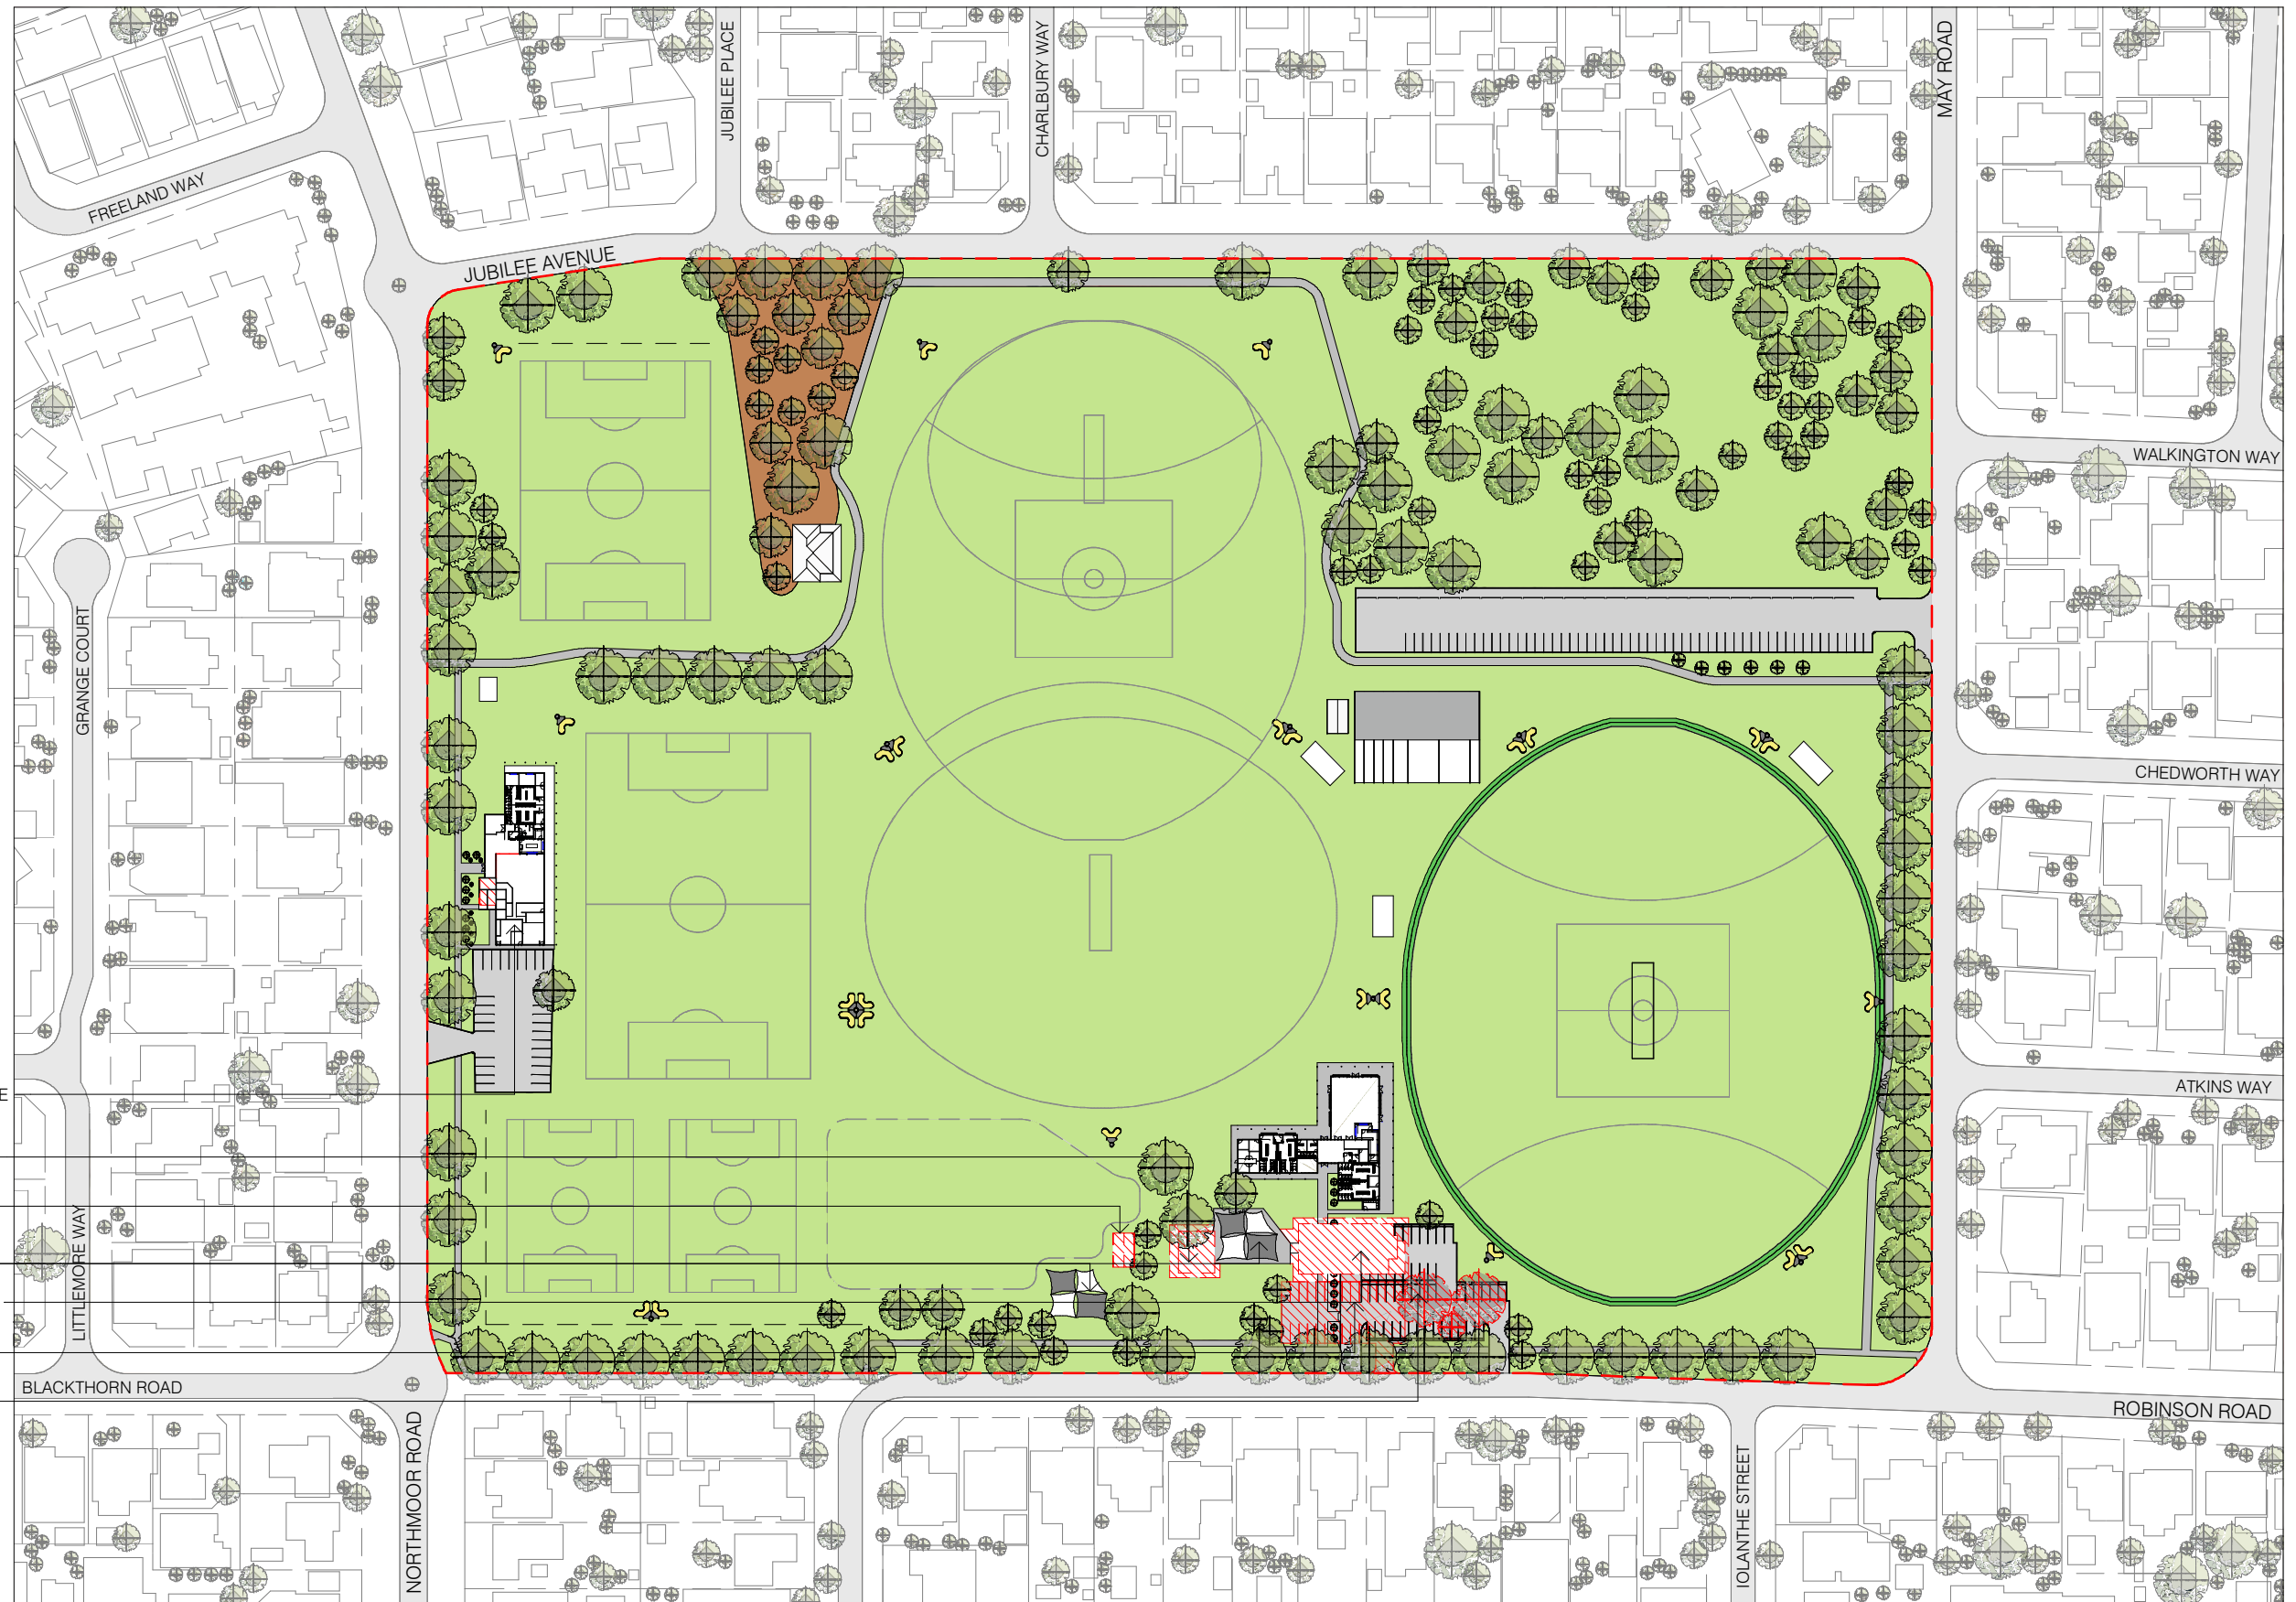 JUBILEE PLACE
CHARLBURY WAY
MAY ROAD
FREELAND WAY
JUBILEE AVENUE
WALKINGTON WAY
GRANGE COURT
CHEDWORTH WAY
ATKINS WAY
E
LITTLEMORE WAY
BLACKTHORN ROAD
ROBINSON ROAD
NORTHMOOR ROAD
IOLANTHE STREET